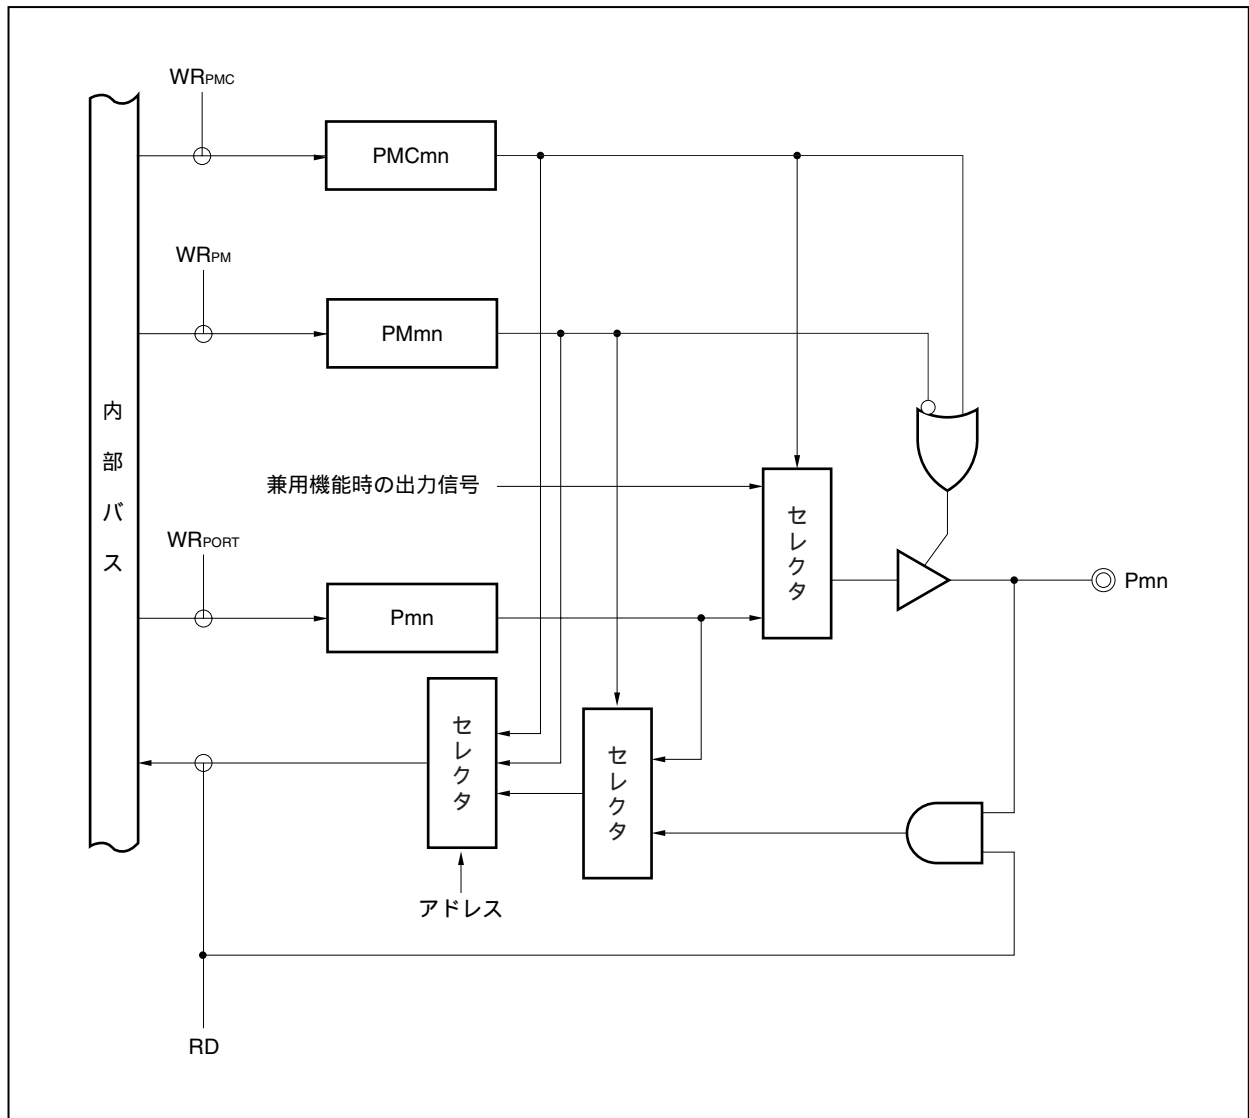 WRPMC
PMCmn
WRPM
PMmn
内部バス
兼用機能時の出力信号
セレクタ
WRPORT
Pmn
Pmn
セレクタ
セレクタ
アドレス
RD